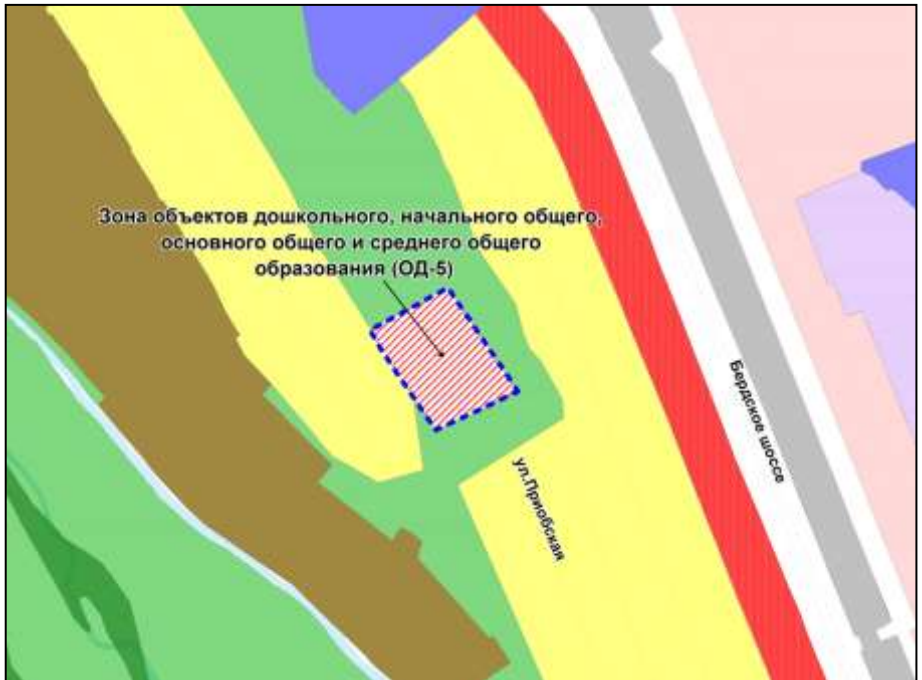 Зона объектов дошкольного, начального общего,
основного общего и среднего общего
образования (ОД-5)
Бердское шоссе
ул.Приобская